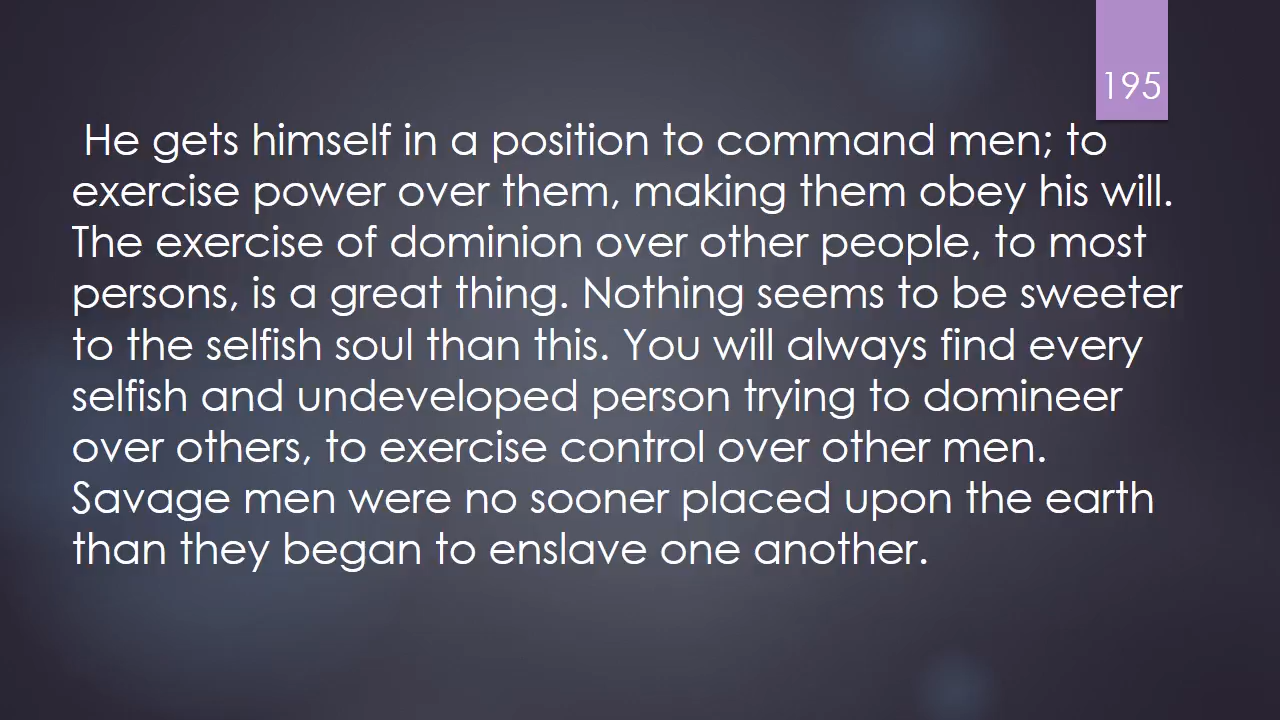 195
He gets himself in a position to command men; to
exercise power over them, making them obey his will.
The exercise of dominion over other people, to most
persons, is a great thing. Nothing seems to be sweeter
to the selfish soul than this. You will always find every
selfish and undeveloped person trying to domineer
over others, to exercise control over other men.
Savage men were no sooner placed upon the earth
than they began to enslave one another.